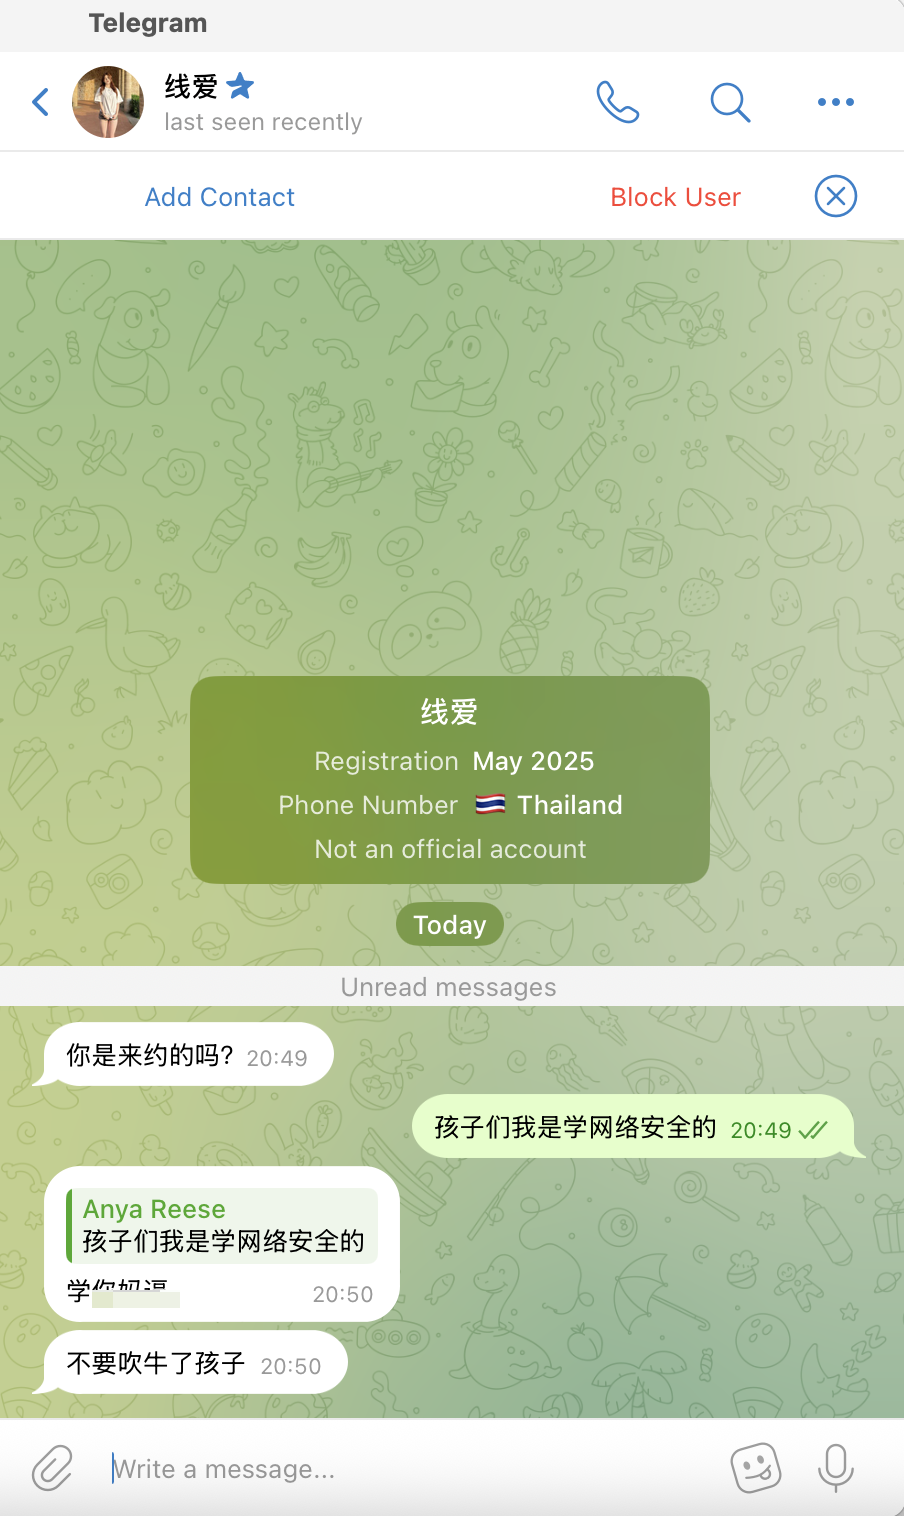 Telegram
线爱
last seen recently
Add Contact
Block User
线爱
Registration May 2025
Phone Number 🇹🇭 Thailand
Not an official account
Today
Unread messages
你是来约的吗? 20:49
孩子们我是学网络安全的 20:49
Anya Reese
孩子们我是学网络安全的
学 20:50
不要吹牛了孩子 20:50
Write a message...